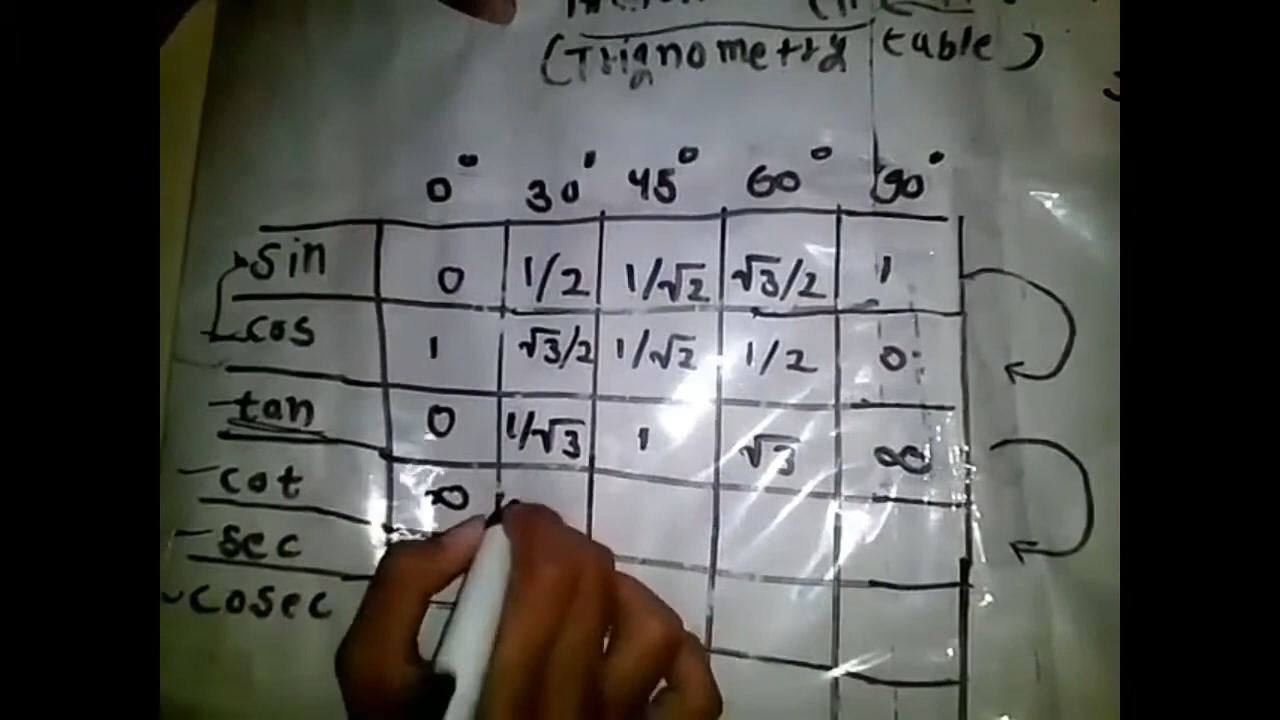 (Trignometry table)
0° 30° 45° 60° 90°
sin 0 1/2 1/√2 √3/2 1
cos 1 √3/2 1/√2 1/2 0
tan 0 1/√3 1 √3 ∞
cot ∞
sec
cosec